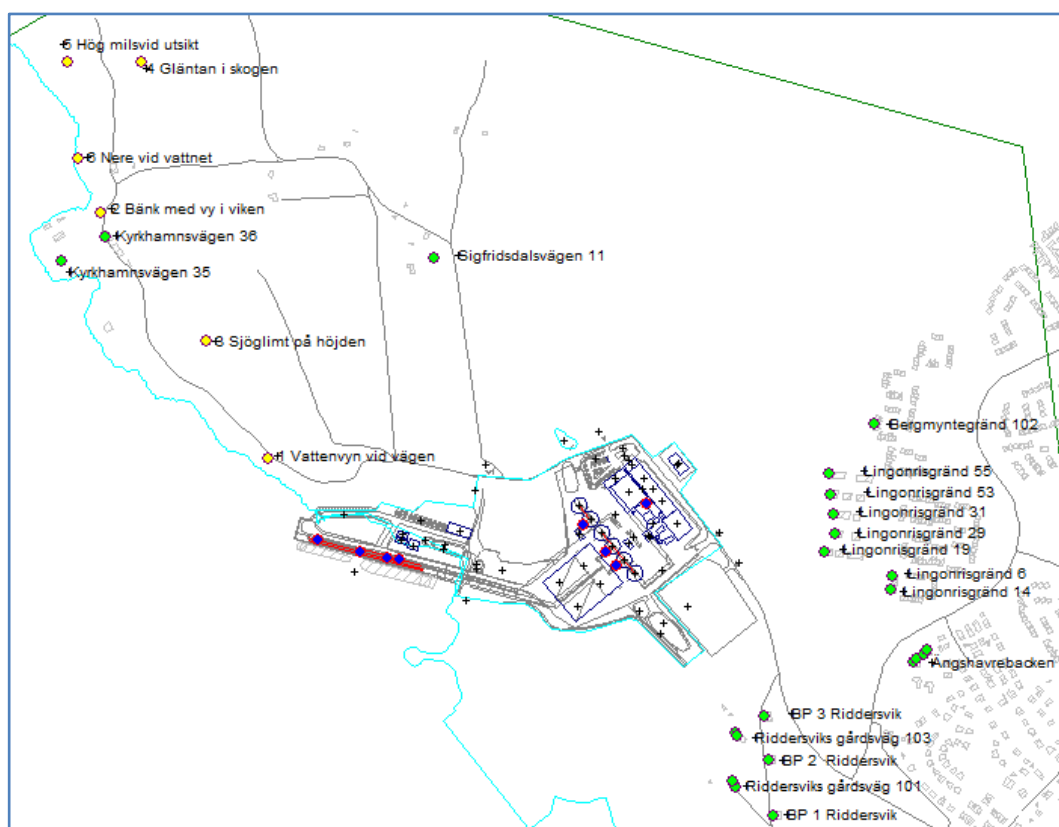 5 Hög milsvid utsikt
4 Gläntan i skogen
6 Nere vid vattnet
2 Bänk med vy i viken
Kyrkhamnsvägen 36
Kyrkhamnsvägen 35
Sigfridsdalsvägen 11
3 Sjöglimt på höjden
1 Vattenvyn vid vägen
Bergmyntegränd 102
Lingonrisgränd 55
Lingonrisgränd 53
Lingonrisgränd 31
Lingonrisgränd 29
Lingonrisgränd 19
Lingonrisgränd 6
Lingonrisgränd 14
Ängshavrebacken
BP 3 Riddersvik
Riddersviks gårdsväg 103
BP 2 Riddersvik
Riddersviks gårdsväg 101
BP 1 Riddersvik